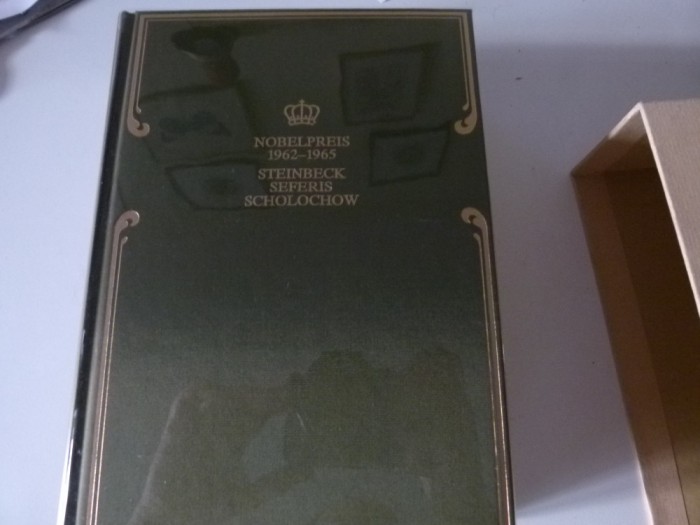 NOBELPREIS
1962–1965
STEINBECK
SEFERIS
SCHOLOCHOW